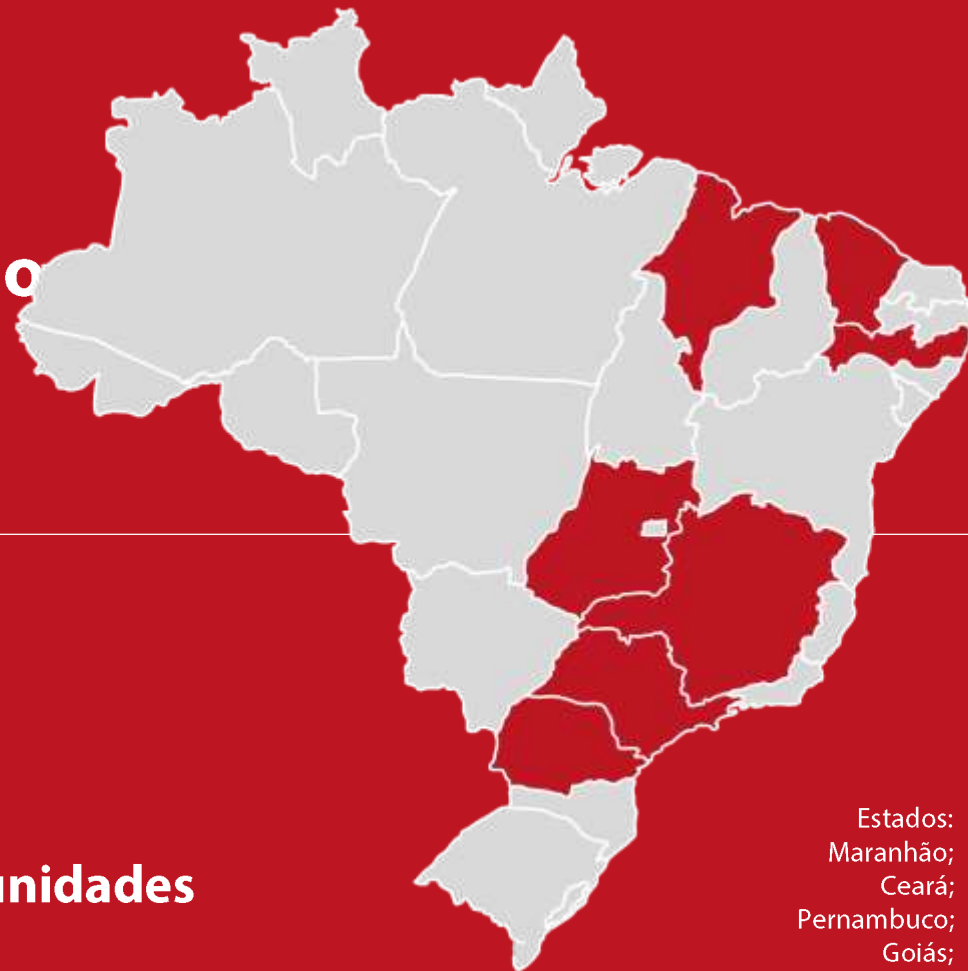 o
unidades
Estados:
Maranhão;
Ceará;
Pernambuco;
Goiás;